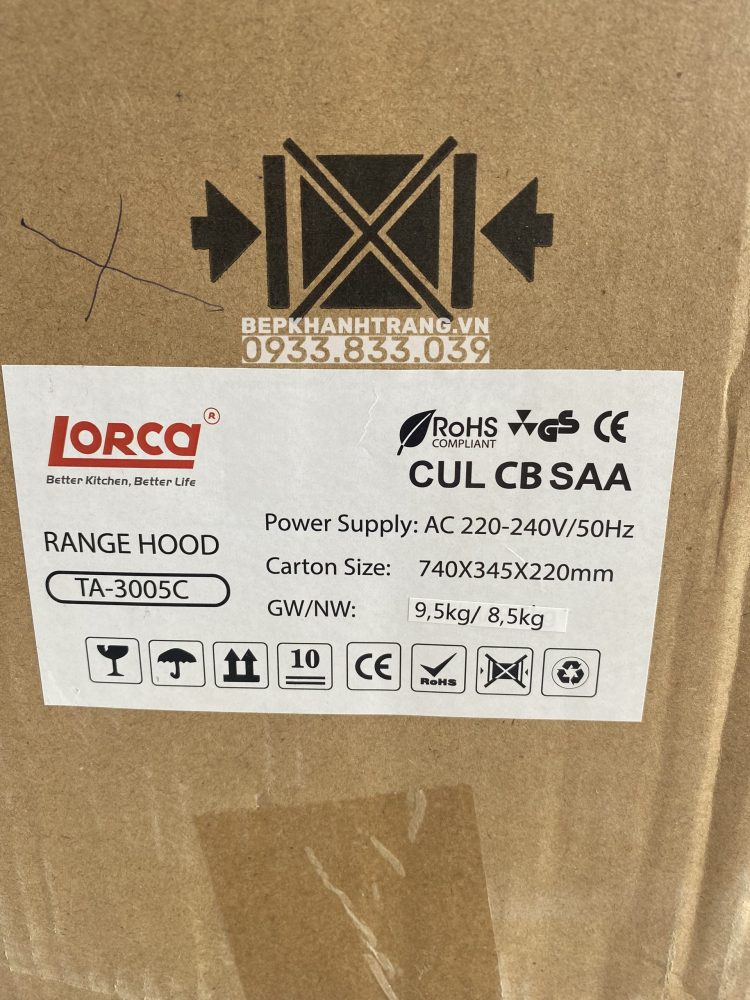 BEPKHANHTRANG.VN
0933.833.039
LORCA ®
Better Kitchen, Better Life
RoHS
COMPLIANT
GS CE
CUL CB SAA
RANGE HOOD
TA-3005C
Power Supply: AC 220-240V/50Hz
Carton Size: 740X345X220mm
GW/NW: 9,5kg/ 8,5kg
10
CE
RoHS